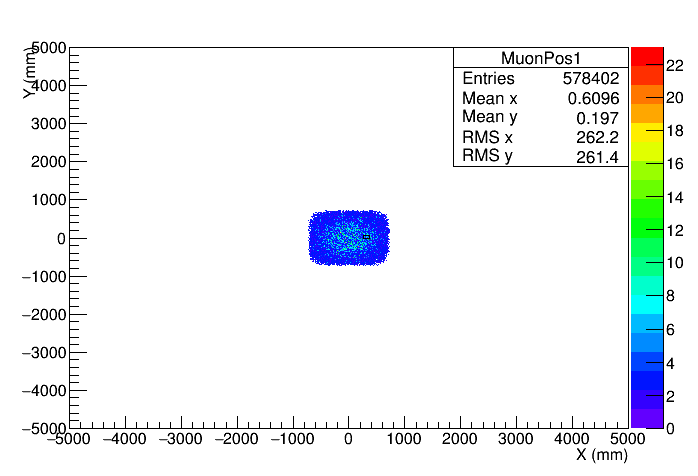 MuonPos1
Entries 578402
Mean x 0.6096
Mean y 0.197
RMS x 262.2
RMS y 261.4
Y (mm)
5000
4000
3000
2000
1000
0
−1000
−2000
−3000
−4000
−5000
−5000 −4000 −3000 −2000 −1000 0 1000 2000 3000 4000 5000
X (mm)
22
20
18
16
14
12
10
8
6
4
2
0